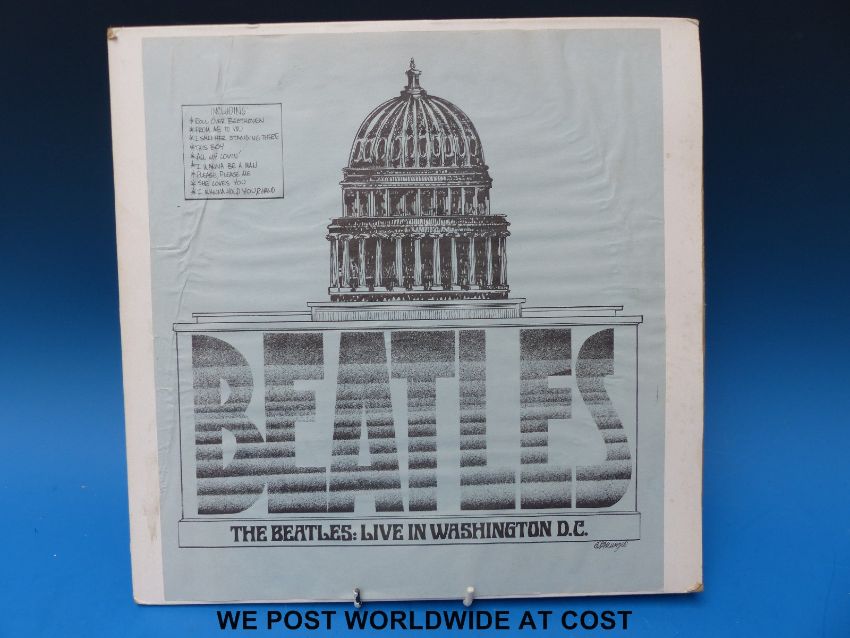 INCLUDING
* ROLL OVER BEETHOVEN
* FROM ME TO YOU
* I SAW HER STANDING THERE
* THIS BOY
* ALL MY LOVIN'
* I WANNA BE A MAN
* PLEASE, PLEASE ME
* SHE LOVES YOU
* I WANNA HOLD YOUR HAND
BEATLES
THE BEATLES: LIVE IN WASHINGTON D.C.
WE POST WORLDWIDE AT COST